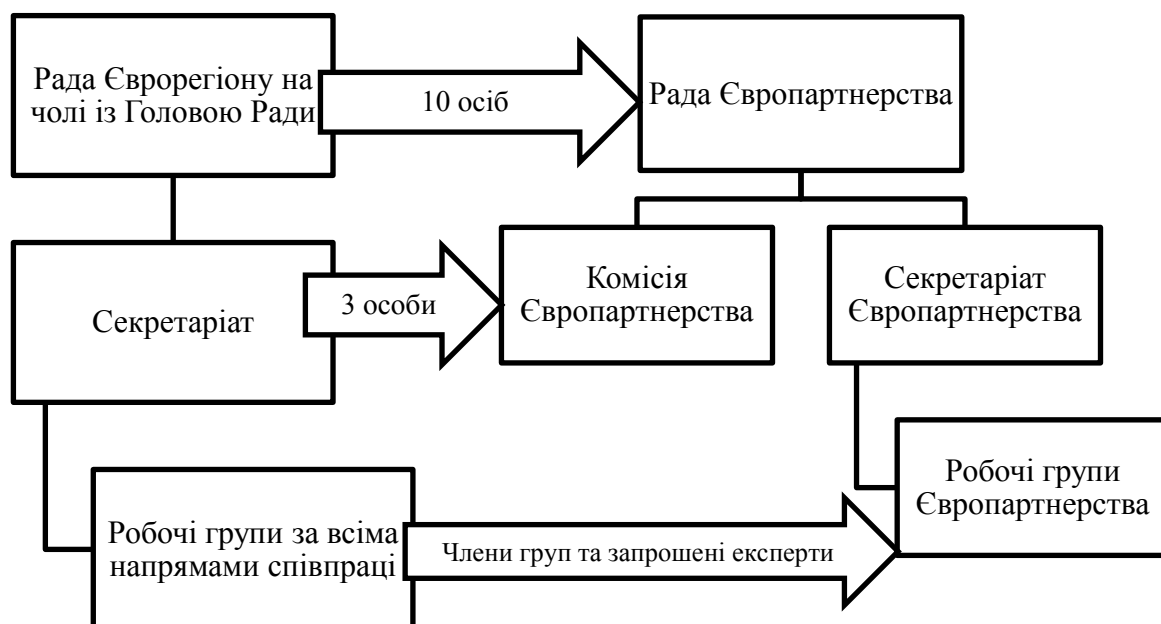 Рада Єврорегіону на
чолі із Головою Ради
10 осіб
Рада Європартнерства
Секретаріат
3 особи
Комісія
Європартнерства
Секретаріат
Європартнерства
Робочі групи за всіма
напрямами співпраці
Члени груп та запрошені експерти
Робочі групи
Європартнерства